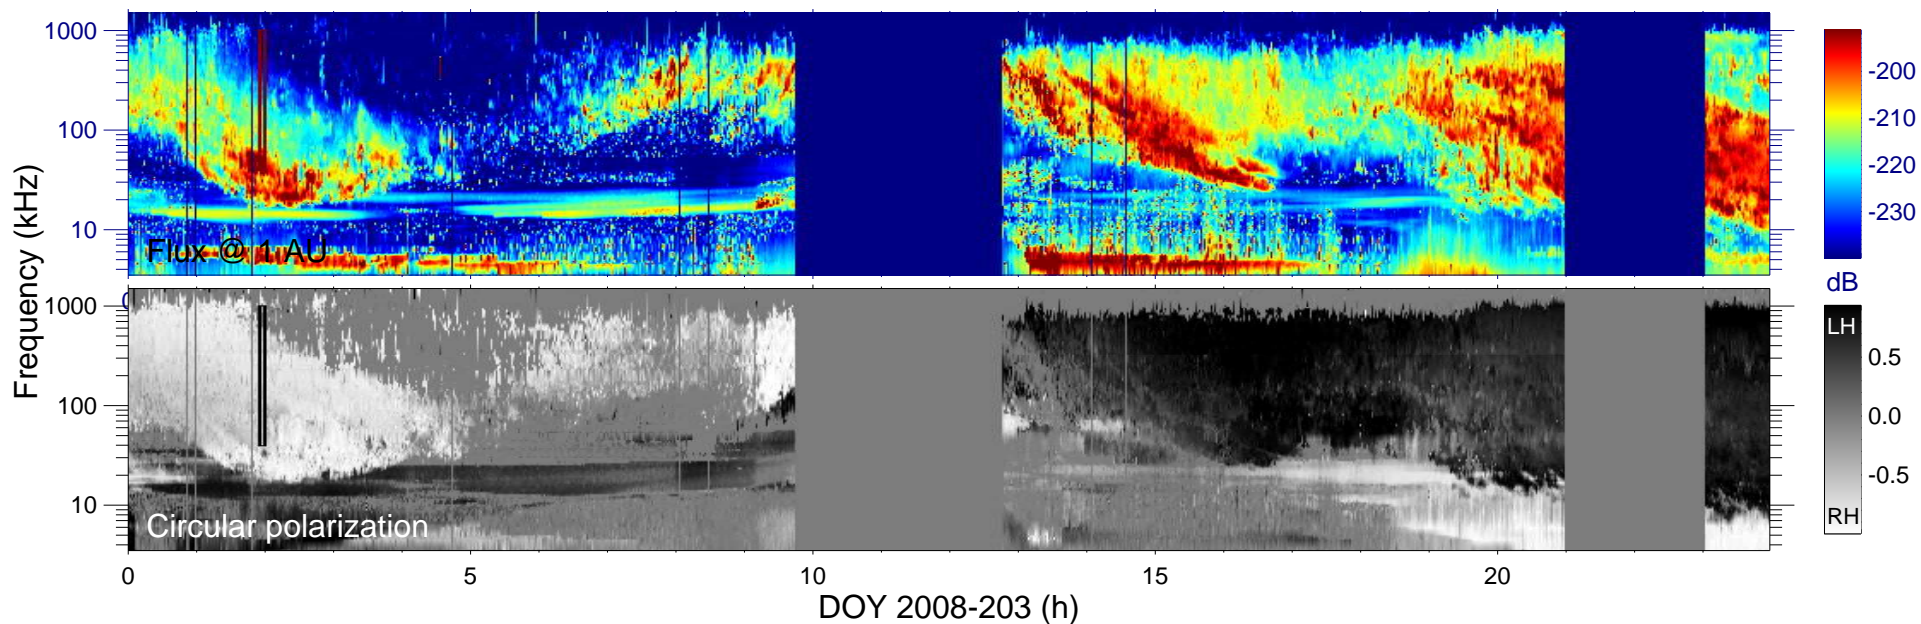 1000
100
10
Flux @ 1 AU
-200
-210
-220
-230
dB
Frequency (kHz)
0
1000
100
10
Circular polarization
LH
0.5
0.0
-0.5
RH
0 5 10 15 20
DOY 2008-203 (h)